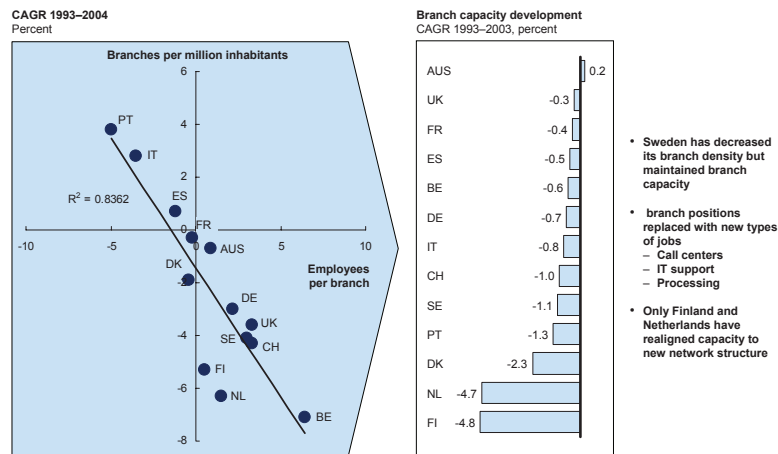 CAGR 1993–2004
Percent
Branches per million inhabitants
6
4
2
0
-2
-4
-6
-8
-10
-5
0
5
10
Employees
per branch
R² = 0.8362
PT
IT
ES
FR
AUS
DK
DE
UK
SE
CH
FI
NL
BE
Branch capacity development
CAGR 1993–2003, percent
AUS 0.2
UK -0.3
FR -0.4
ES -0.5
BE -0.6
DE -0.7
IT -0.8
CH -1.0
SE -1.1
PT -1.3
DK -2.3
NL -4.7
FI -4.8
• Sweden has decreased
its branch density but
maintained branch
capacity
• branch positions
replaced with new types
of jobs
– Call centers
– IT support
– Processing
• Only Finland and
Netherlands have
realigned capacity to
new network structure